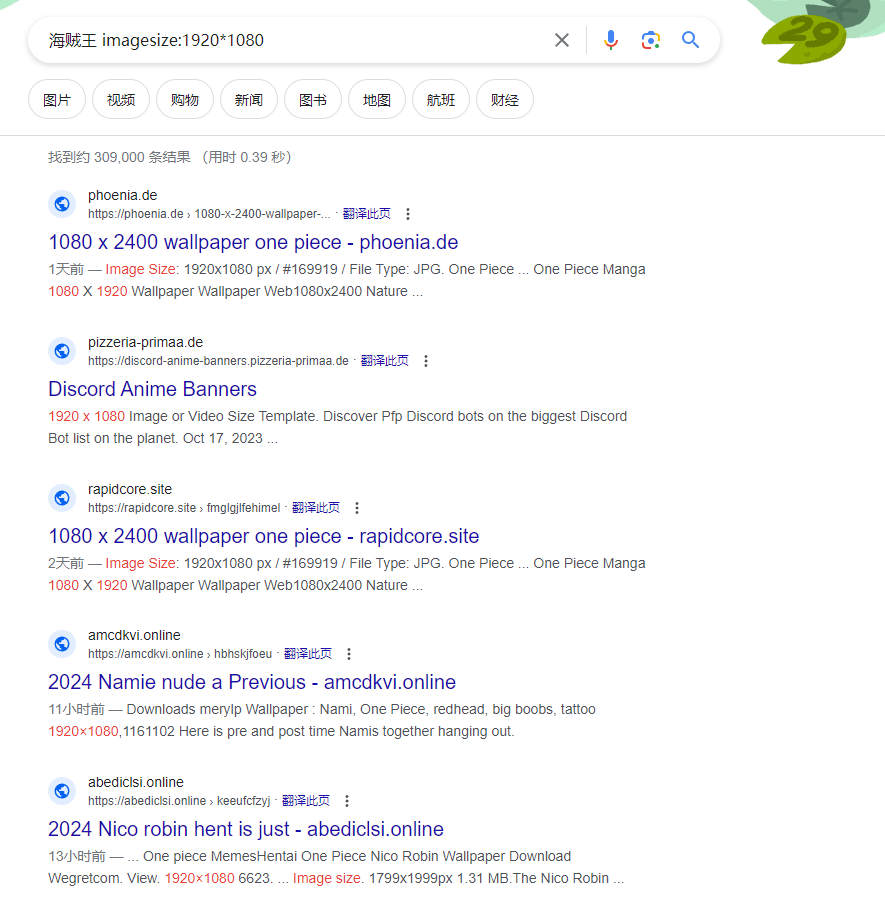 海贼王 imagesize:1920*1080
29
图片 视频 购物 新闻 图书 地图 航班 财经
找到约 309,000 条结果 （用时 0.39 秒）
phoenia.de
https://phoenia.de › 1080-x-2400-wallpaper-... · 翻译此页
1080 x 2400 wallpaper one piece - phoenia.de
1天前 — Image Size: 1920x1080 px / #169919 / File Type: JPG. One Piece ... One Piece Manga
1080 X 1920 Wallpaper Wallpaper Web1080x2400 Nature ...
pizzeria-primaa.de
https://discord-anime-banners.pizzeria-primaa.de · 翻译此页
Discord Anime Banners
1920 x 1080 Image or Video Size Template. Discover Pfp Discord bots on the biggest Discord
Bot list on the planet. Oct 17, 2023 ...
rapidcore.site
https://rapidcore.site › fmglgjlfehimel · 翻译此页
1080 x 2400 wallpaper one piece - rapidcore.site
2天前 — Image Size: 1920x1080 px / #169919 / File Type: JPG. One Piece ... One Piece Manga
1080 X 1920 Wallpaper Wallpaper Web1080x2400 Nature ...
amcdkvi.online
https://amcdkvi.online › hbhskjfoeu · 翻译此页
2024 Namie nude a Previous - amcdkvi.online
11小时前 — Downloads merylp Wallpaper : Nami, One Piece, redhead, big boobs, tattoo
1920×1080,1161102 Here is pre and post time Namis together hanging out.
abediclsi.online
https://abediclsi.online › keeufcfzyj · 翻译此页
2024 Nico robin hent is just - abediclsi.online
13小时前 — ... One piece MemesHentai One Piece Nico Robin Wallpaper Download
Wegretcom. View. 1920×1080 6623. ... Image size. 1799x1999px 1.31 MB.The Nico Robin ...